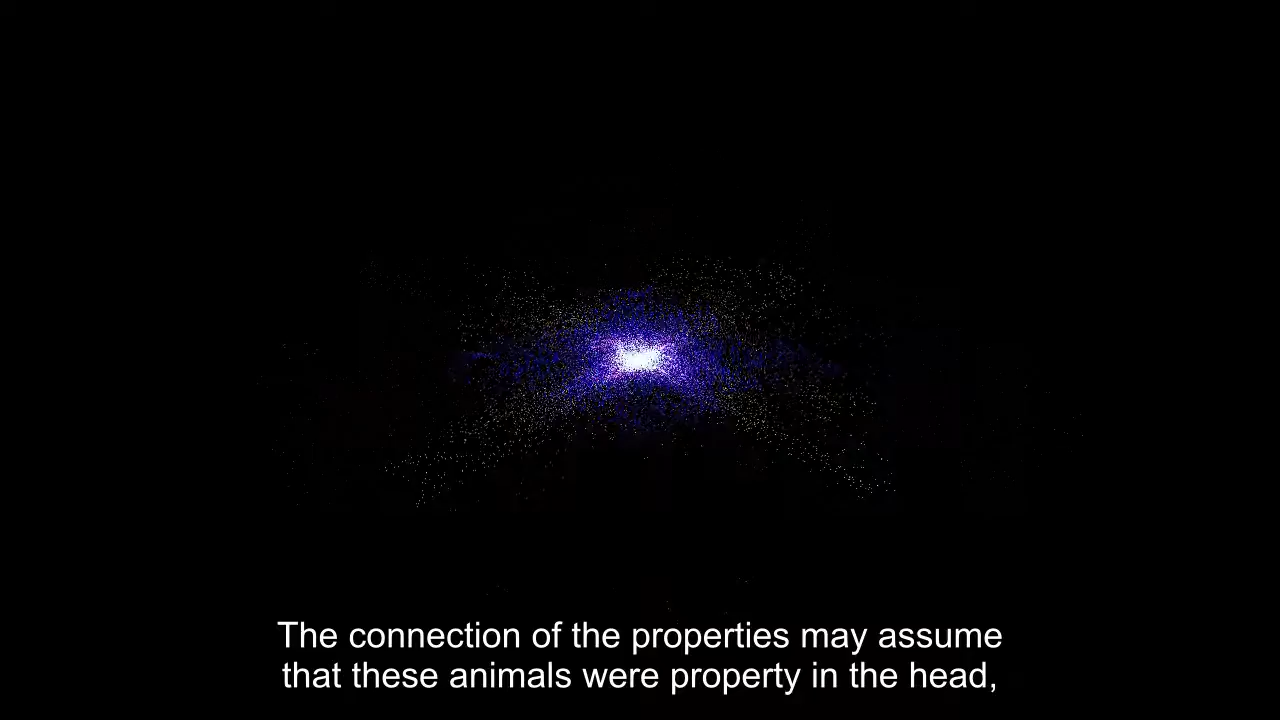 The connection of the properties may assume
that these animals were property in the head,